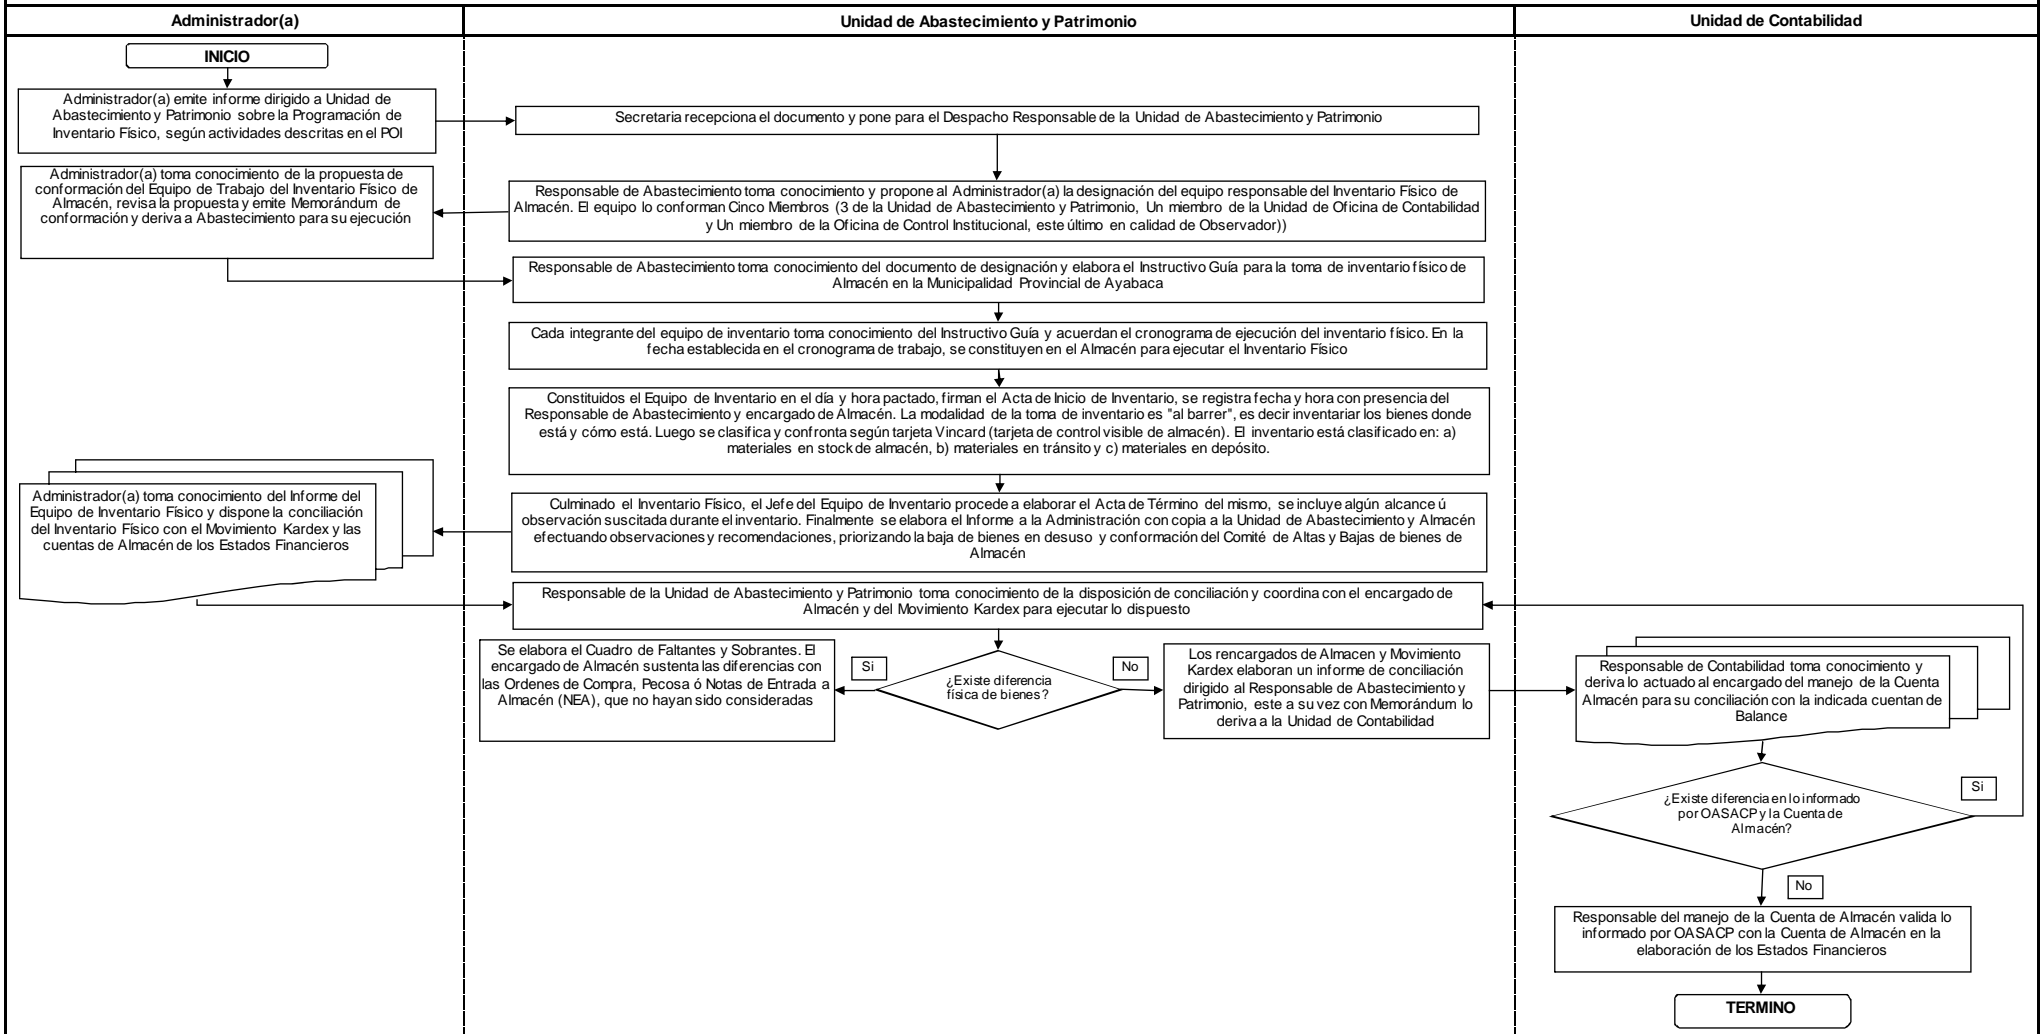 Administrador(a)
Unidad de Abastecimiento y Patrimonio
Unidad de Contabilidad
INICIO
Administrador(a) emite informe dirigido a Unidad de
Abastecimiento y Patrimonio sobre la Programación de
Inventario Físico, según actividades descritas en el POI
Secretaria recepciona el documento y pone para el Despacho Responsable de la Unidad de Abastecimiento y Patrimonio
Responsable de Abastecimiento toma conocimiento y propone al Administrador(a) la designación del equipo responsable del Inventario Físico de
Almacén. El equipo lo conforman Cinco Miembros (3 de la Unidad de Abastecimiento y Patrimonio, Un miembro de la Unidad de Oficina de Contabilidad
y Un miembro de la Oficina de Control Institucional, este último en calidad de Observador))
Administrador(a) toma conocimiento de la propuesta de
conformación del Equipo de Trabajo del Inventario Físico de
Almacén, revisa la propuesta y emite Memorándum de
conformación y deriva a Abastecimiento para su ejecución
Responsable de Abastecimiento toma conocimiento del documento de designación y elabora el Instructivo Guía para la toma de inventario físico de
Almacén en la Municipalidad Provincial de Ayabaca
Cada integrante del equipo de inventario toma conocimiento del Instructivo Guía y acuerdan el cronograma de ejecución del inventario físico. En la
fecha establecida en el cronograma de trabajo, se constituyen en el Almacén para ejecutar el Inventario Físico
Constituidos el Equipo de Inventario en el día y hora pactado, firman el Acta de Inicio de Inventario, se registra fecha y hora con presencia del
Responsable de Abastecimiento y encargado de Almacén. La modalidad de la toma de inventario es "al barrer", es decir inventariar los bienes donde
está y cómo está. Luego se clasifica y confronta según tarjeta Vincard (tarjeta de control visible de almacén). El inventario está clasificado en: a)
materiales en stock de almacén, b) materiales en tránsito y c) materiales en depósito.
Culminado el Inventario Físico, el Jefe del Equipo de Inventario procede a elaborar el Acta de Término del mismo, se incluye algún alcance ú
observación suscitada durante el inventario. Finalmente se elabora el Informe a la Administración con copia a la Unidad de Abastecimiento y Almacén
efectuando observaciones y recomendaciones, priorizando la baja de bienes en desuso y conformación del Comité de Altas y Bajas de bienes de
Almacén
Administrador(a) toma conocimiento del Informe del
Equipo de Inventario Físico y dispone la conciliación
del Inventario Físico con el Movimiento Kardex y las
cuentas de Almacén de los Estados Financieros
Responsable de la Unidad de Abastecimiento y Patrimonio toma conocimiento de la disposición de conciliación y coordina con el encargado de
Almacén y del Movimiento Kardex para ejecutar lo dispuesto
¿Existe diferencia
física de bienes?
Si
Se elabora el Cuadro de Faltantes y Sobrantes. El
encargado de Almacén sustenta las diferencias con
las Ordenes de Compra, Pecosa ó Notas de Entrada a
Almacén (NEA), que no hayan sido consideradas
No
Los rencargados de Almacen y Movimiento
Kardex elaboran un informe de conciliación
dirigido al Responsable de Abastecimiento y
Patrimonio, este a su vez con Memorándum lo
deriva a la Unidad de Contabilidad
Responsable de Contabilidad toma conocimiento y
deriva lo actuado al encargado del manejo de la Cuenta
Almacén para su conciliación con la indicada cuentan de
Balance
¿Existe diferencia en lo informado
por OASACP y la Cuenta de
Almacén?
Si
No
Responsable del manejo de la Cuenta de Almacén valida lo
informado por OASACP con la Cuenta de Almacén en la
elaboración de los Estados Financieros
TERMINO